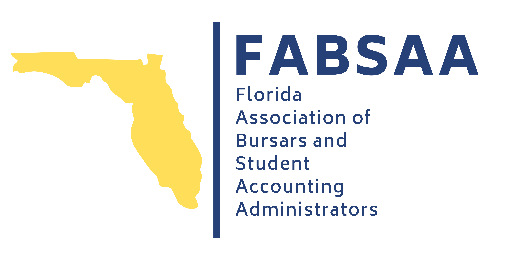 FABSAA
Florida
Association of
Bursars and
Student
Accounting
Administrators